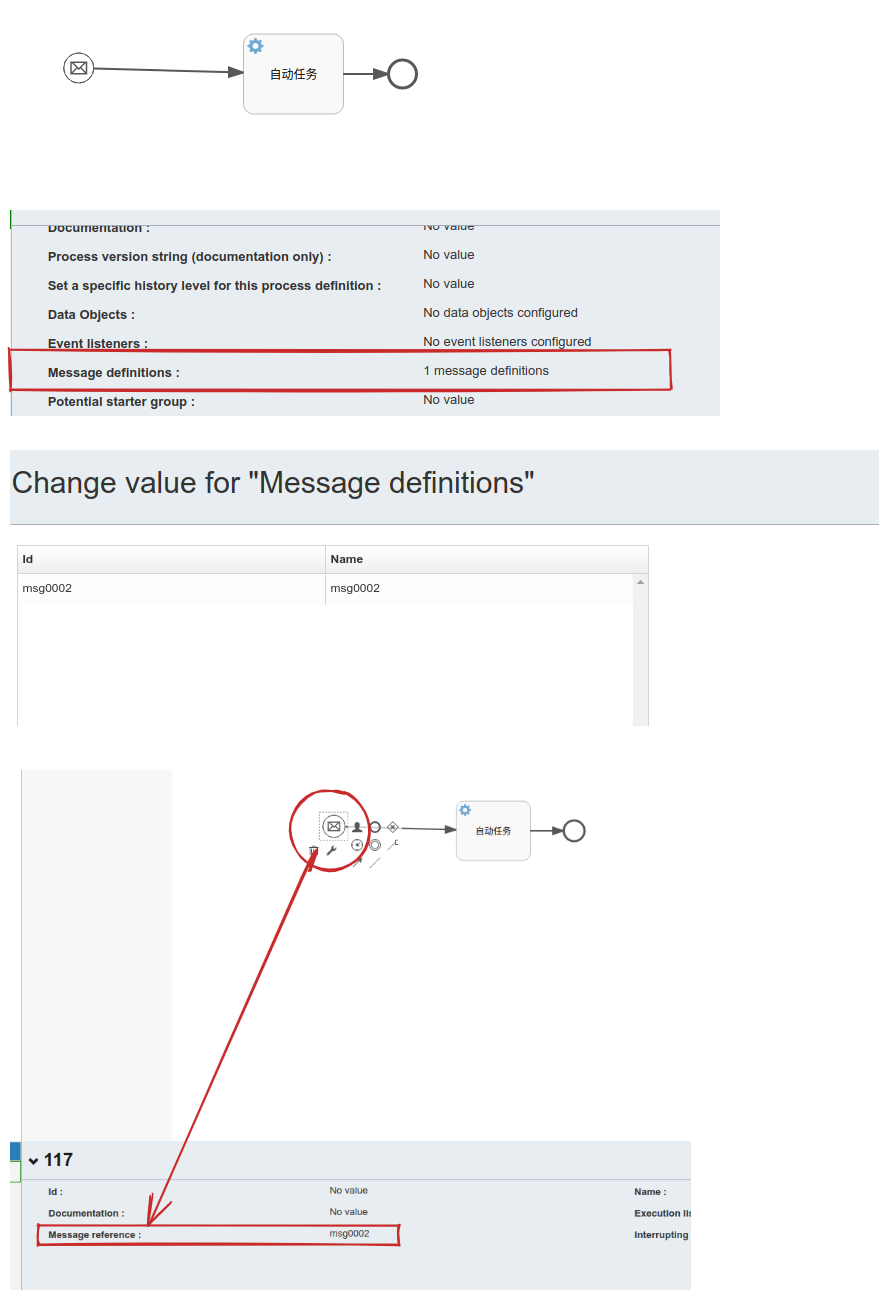 自动任务
Documentation : No value
Process version string (documentation only) : No value
Set a specific history level for this process definition : No value
Data Objects : No data objects configured
Event listeners : No event listeners configured
Message definitions : 1 message definitions
Potential starter group : No value
Change value for "Message definitions"
Id Name
msg0002 msg0002
自动任务
117
Id : No value Name :
Documentation : No value Execution lis
Message reference : msg0002 Interrupting